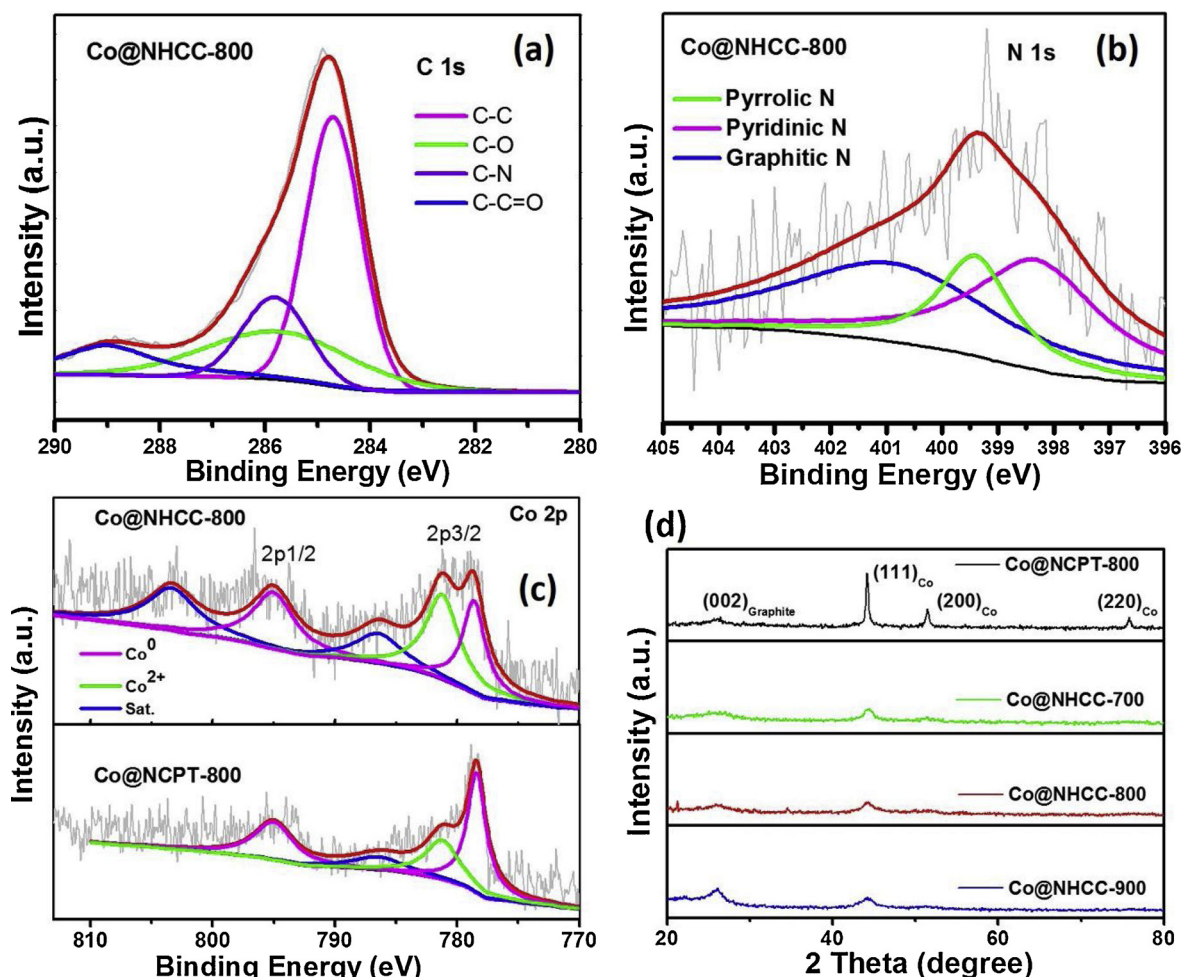 Co@NHCC-800
(a)
C 1s
C-C
C-O
C-N
C-C=O
Intensity (a.u.)
290 288 286 284 282 280
Binding Energy (eV)
Co@NHCC-800
N 1s
(b)
Pyrrolic N
Pyridinic N
Graphitic N
Intensity (a.u.)
405 404 403 402 401 400 399 398 397 396
Binding Energy (eV)
Co@NHCC-800
Co 2p
2p1/2
2p3/2
(c)
Co0
Co2+
Sat.
Co@NCPT-800
Intensity (a.u.)
810 800 790 780 770
Binding Energy (eV)
(d)
Co@NCPT-800
(111)Co
(002)Graphite
(200)Co
(220)Co
Co@NHCC-700
Co@NHCC-800
Co@NHCC-900
Intensity (a.u.)
20 40 60 80
2 Theta (degree)